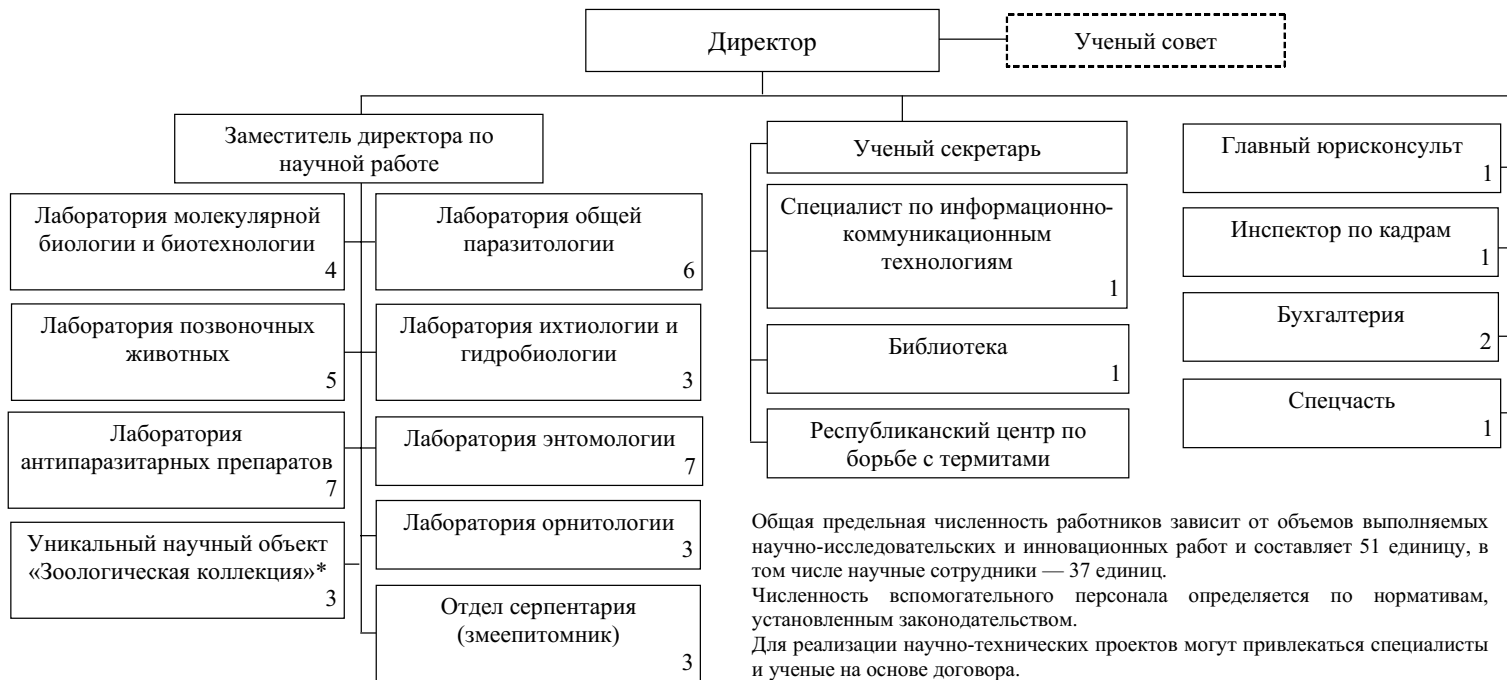 Директор
Ученый совет
Заместитель директора по
научной работе
Лаборатория молекулярной
биологии и биотехнологии
4
Лаборатория общей
паразитологии
6
Лаборатория позвоночных
животных
5
Лаборатория ихтиологии и
гидробиологии
3
Лаборатория
антипаразитарных препаратов
7
Лаборатория энтомологии
7
Уникальный научный объект
«Зоологическая коллекция»*
3
Лаборатория орнитологии
3
Отдел серпентария
(змеепитомник)
3
Ученый секретарь
Специалист по информационно-
коммуникационным
технологиям
1
Библиотека
1
Республиканский центр по
борьбе с термитами
Главный юрисконсульт
1
Инспектор по кадрам
1
Бухгалтерия
2
Спецчасть
1
Общая предельная численность работников зависит от объемов выполняемых
научно-исследовательских и инновационных работ и составляет 51 единицу, в
том числе научные сотрудники — 37 единиц.
Численность вспомогательного персонала определяется по нормативам,
установленным законодательством.
Для реализации научно-технических проектов могут привлекаться специалисты
и ученые на основе договора.